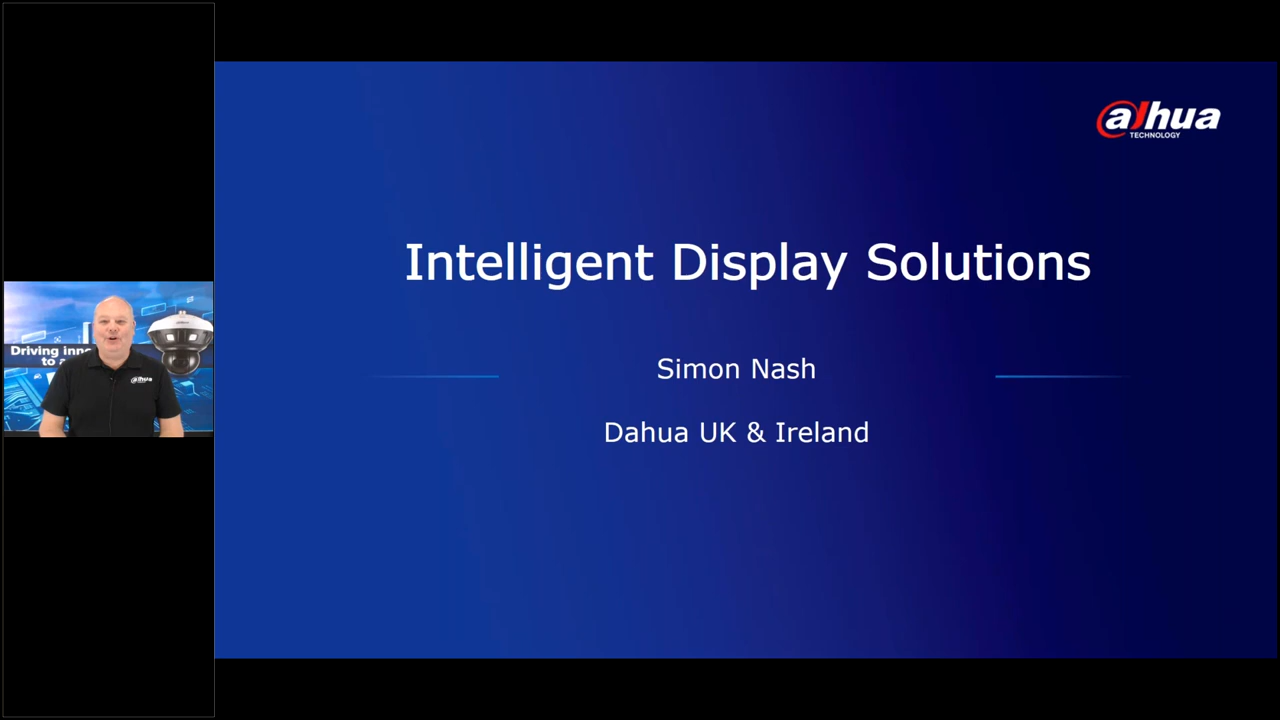 alhua
TECHNOLOGY
Intelligent Display Solutions
Simon Nash
Dahua UK & Ireland
Driving inno
to a
alhua